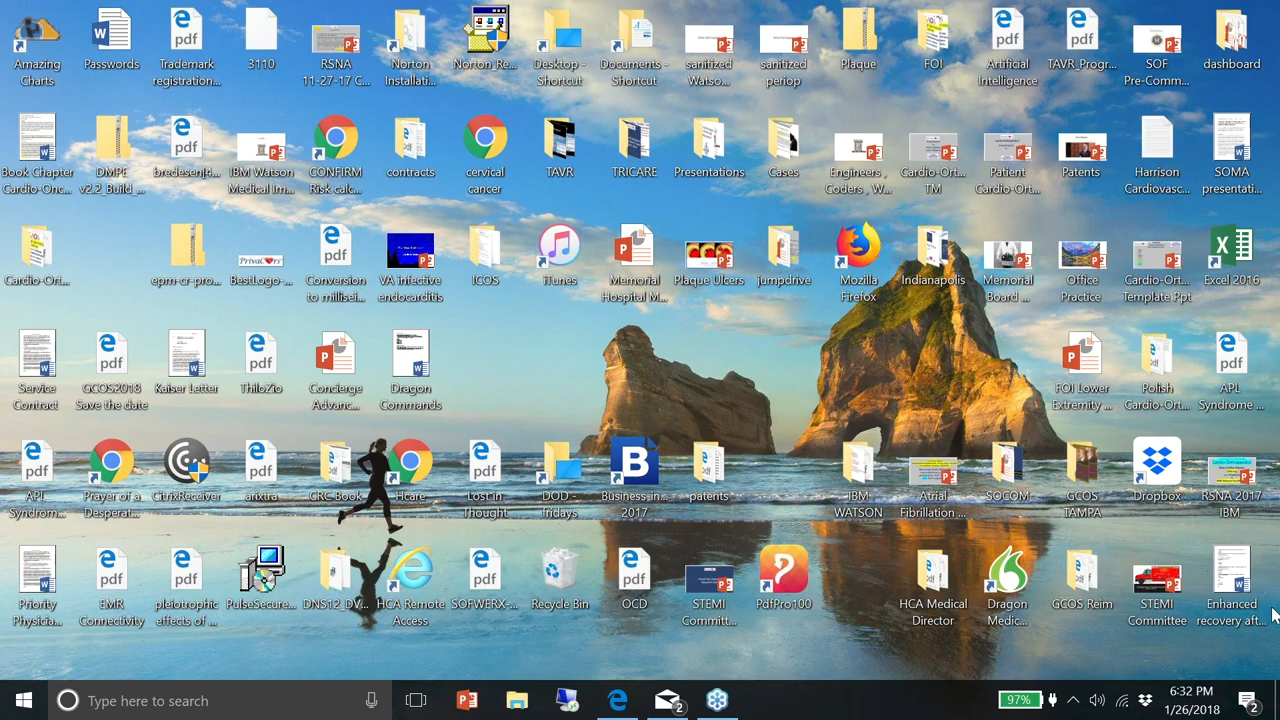 Amazing
Charts
Passwords
Trademark
registration...
3110
RSNA
11-27-17 C...
Norton
Installati...
Norton_Re...
Desktop -
Shortcut
Documents -
Shortcut
sanitized
Watso...
sanitized
periop
Plaque
FOI
Artificial
Intelligence
TAVR_Progr...
SOF
Pre-Comm...
dashboard
Book Chapter
Cardio-Onc...
DMPE
v2.2_Build_...
bredesen[4...
IBM Watson
Medical Im...
CONFIRM
Risk calc...
contracts
cervical
cancer
TAVR
TRICARE
Presentations
Cases
Engineers ,
Coders , W...
Cardio-Ort...
TM
Patient
Cardio-Ort...
Patents
Harrison
Cardiovasc...
SOMA
presentati...
Cardio-Ort...
epm-cr-pro...
PrivaCors
BestLogo-...
Conversion
to millisei...
VA infective
endocarditis
ICOS
iTunes
Memorial
Hospital M...
Plaque Ulcers
jumpdrive
Mozilla
Firefox
Indianapolis
Memorial
Board ...
Office
Practice
Cardio-Ort...
Template Ppt
Excel 2016
Service
Contract
GCOS2018
Save the date
Kaiser Letter
ThiloZio
Concierge
Advanc...
Dragon
Commands
FOI Lower
Extremity ...
Polish
Cardio-Ort...
APL
Syndrome ...
APL
Syndrom...
Prayer of a
Desperat...
CitrixReceiver
arixtra
CRC Book
Hcare
Lost in
Thought
DOD -
fridays
Business in...
2017
patents
IBM
WATSON
Atrial
Fibrillation ...
SOCOM
GCOS
TAMPA
Dropbox
RSNA 2017
IBM
Priority
Physicia...
EMR
Connectivity
pleiotrophic
effects of ...
PulseSecure...
DNS12_DV...
HCA Remote
Access
SOFWERX-...
Recycle Bin
OCD
STEMI
Committ...
PdfPro100
HCA Medical
Director
Dragon
Medic...
GCOS Reim
STEMI
Committee
Enhanced
recovery aft...
Type here to search
2
97%
6:32 PM
1/26/2018
2